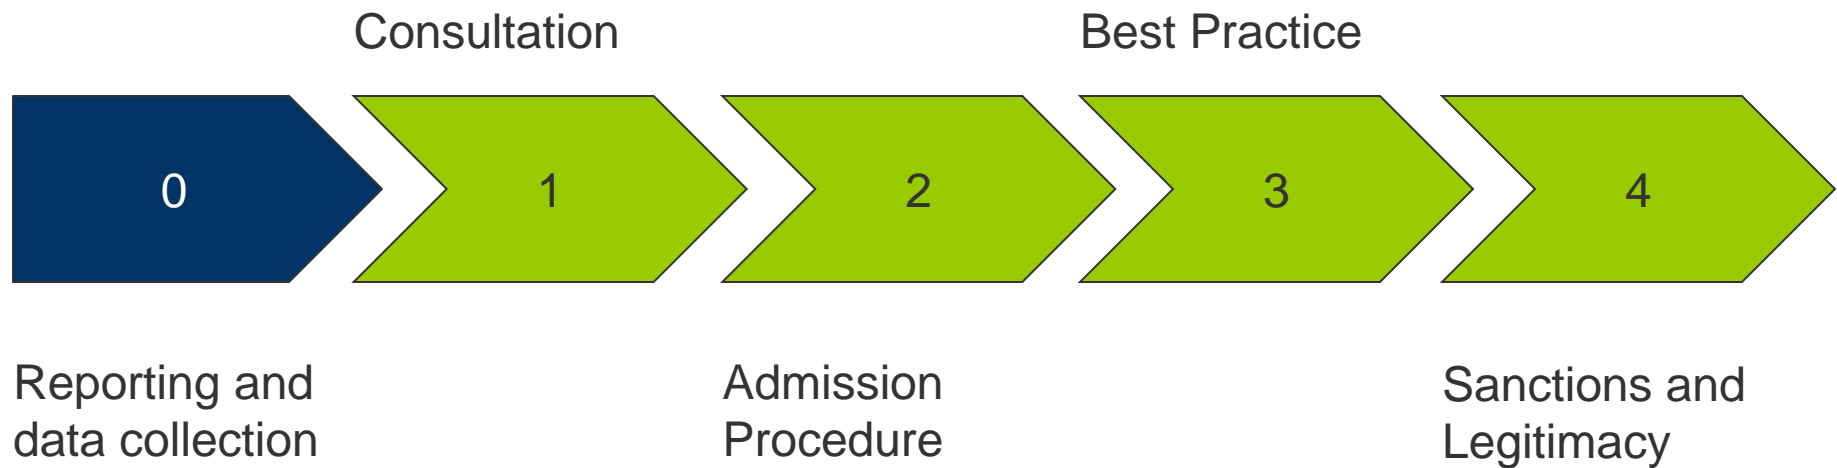 Consultation
Best Practice
0
1
2
3
4
Reporting and
data collection
Admission
Procedure
Sanctions and
Legitimacy